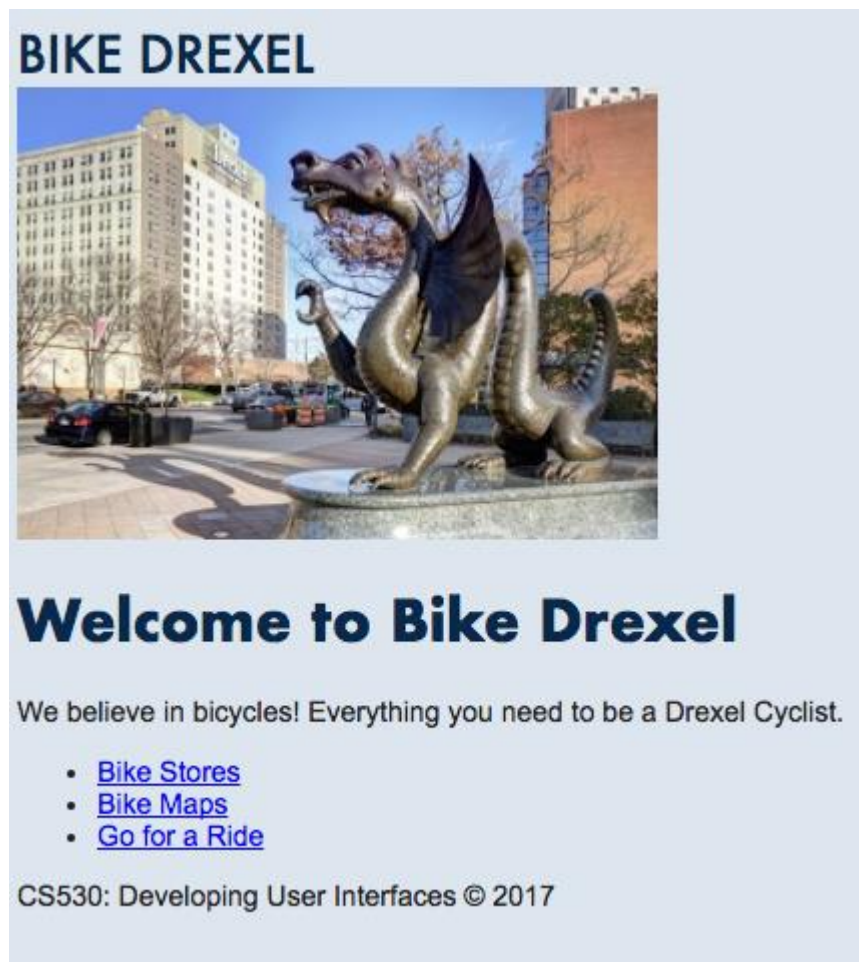 BIKE DREXEL
Welcome to Bike Drexel
We believe in bicycles! Everything you need to be a Drexel Cyclist.
• Bike Stores
• Bike Maps
• Go for a Ride
CS530: Developing User Interfaces © 2017